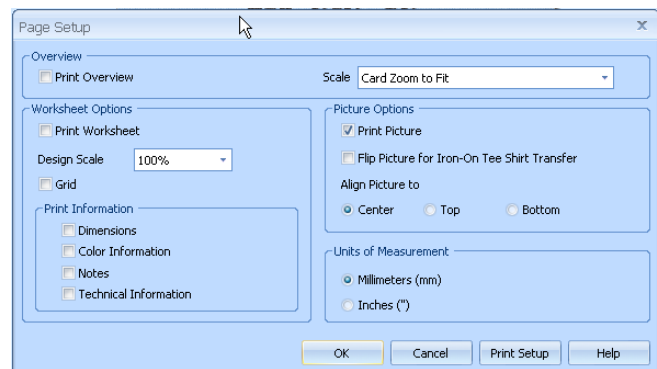 Page Setup
Overview
Print Overview
Scale Card Zoom to Fit
Worksheet Options
Print Worksheet
Design Scale 100%
Grid
Print Information
Dimensions
Color Information
Notes
Technical Information
Picture Options
Print Picture
Flip Picture for Iron-On Tee Shirt Transfer
Align Picture to
Center Top Bottom
Units of Measurement
Millimeters (mm)
Inches (")
OK Cancel Print Setup Help